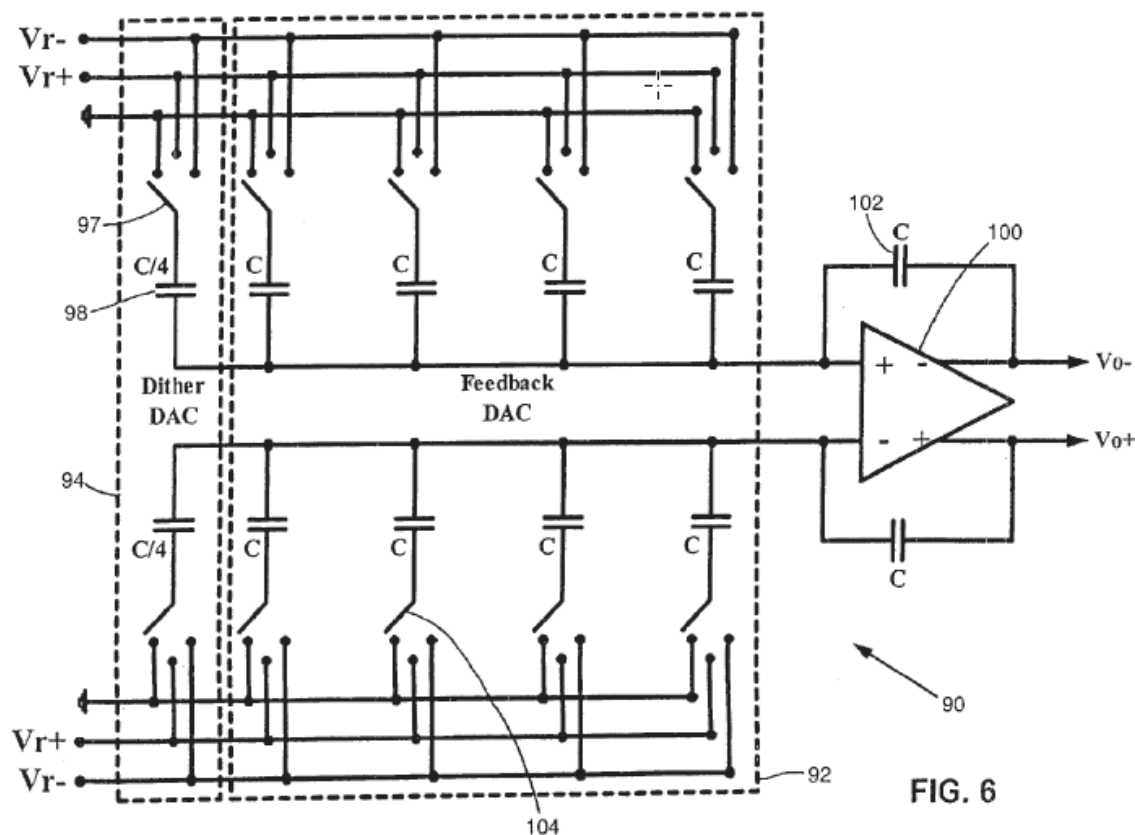 Vr-
Vr+
97
C/4
C
C
C
C
98
102
C
100
+
-
Vo-
Dither
DAC
Feedback
DAC
-
+
Vo+
94
C/4
C
C
C
C
C
Vr+
Vr-
104
92
90
FIG. 6